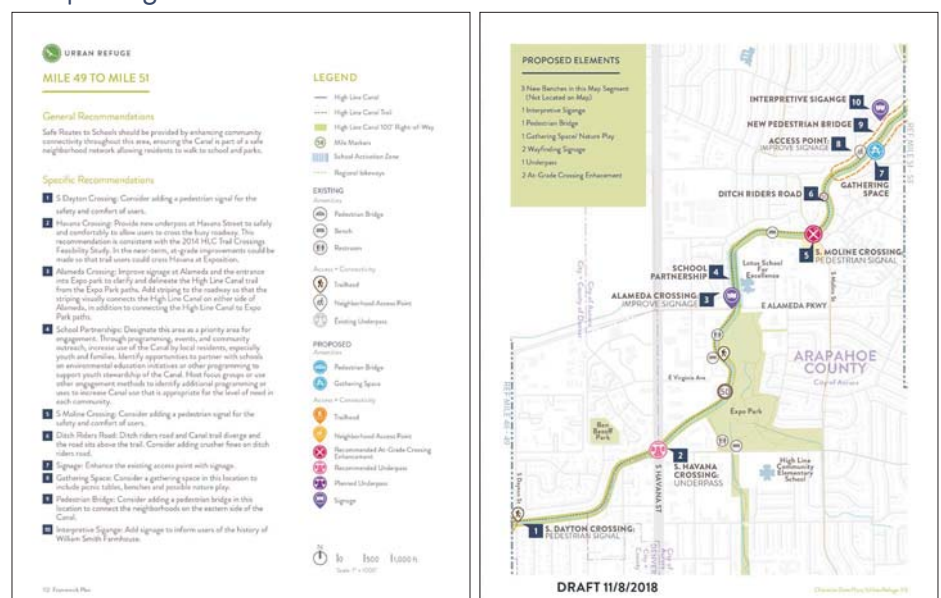 URBAN REFUGE
MILE 49 TO MILE 51
General Recommendations
Safe Routes to Schools should be provided by enhancing community
connectivity throughout this area, ensuring the Canal is part of a safe
neighborhood network allowing residents to walk to school and parks.
Specific Recommendations
1 S Dayton Crossing: Consider adding a pedestrian signal for the
safety and comfort of users.
2 Havana Crossing: Provide new underpass at Havana Street to safely
and comfortably to allow users to cross the busy roadway. This
recommendation is consistent with the 2014 HLC Trail Crossings
Feasibility Study. In the near-term, at-grade improvements could be
made so that trail users could cross Havana at Exposition.
3 Alameda Crossing: Improve signage at Alameda and the entrance
into Expo park to clarify and delineate the High Line Canal trail
from the Expo Park paths. Add striping to the roadway so that the
striping visually connects the High Line Canal on either side of
Alameda, in addition to connecting the High Line Canal to Expo
Park paths.
4 School Partnerships: Designate this area as a priority area for
engagement. Through programming, events, and community
outreach, increase use of the Canal by local residents, especially
youth and families. Identify opportunities to partner with schools
on environmental education initiatives or other programming to
support youth stewardship of the Canal. Host focus groups or use
other engagement methods to identify additional programming or
uses to increase Canal use that is appropriate for the level of need in
each community.
5 S Moline Crossing: Consider adding a pedestrian signal for the
safety and comfort of users.
6 Ditch Riders Road: Ditch riders road and Canal trail diverge and
the road sits above the trail. Consider adding crusher fines on ditch
riders road.
7 Signage: Enhance the existing access point with signage.
8 Gathering Space: Consider a gathering space in this location to
include picnic tables, benches and possible nature play.
9 Pedestrian Bridge: Consider adding a pedestrian bridge in this
location to connect the neighborhoods on the eastern side of the
Canal.
10 Interpretive Sigange: Add signage to inform users of the history of
William Smith Farmhouse.
LEGEND
High Line Canal
High Line Canal Trail
High Line Canal 100' Right-of-Way
50 Mile Markers
School Activation Zone
Regional bikeways
EXISTING
Amenities
Pedestrian Bridge
Bench
Restroom
Access + Connectivity
Trailhead
Neighborhood Access Point
Existing Underpass
PROPOSED
Amenities
Pedestrian Bridge
Gathering Space
Access + Connectivity
Trailhead
Neighborhood Access Point
Recommended At-Grade Crossing
Enhancement
Recommended Underpass
Planned Underpass
Signage
N
Framework Plan
PROPOSED ELEMENTS
3 New Benches in this Map Segment
(Not Located on Map)
1 Interpretive Sigange
1 Pedestrian Bridge
1 Gathering Space/ Nature Play
2 Wayfinding Signage
1 Underpass
2 At-Grade Crossing Enhacement
INTERPRETIVE SIGANGE 10
NEW PEDESTRIAN BRIDGE 9
ACCESS POINT: 8
IMPROVE SIGNAGE
7
GATHERING
SPACE
DITCH RIDERS ROAD 6
5
S. MOLINE CROSSING:
PEDESTRIAN SIGNAL
SCHOOL
PARTNERSHIP 4
Lotus School
For
Excellence
ALAMEDA CROSSING: 3
IMPROVE SIGNAGE
E ALAMEDA PKWY
S Moline St
ARAPAHOE
COUNTY
City of Aurora
E Virginia Ave
50
Expo Park
Ben
Bezoff
Park
High Line
Community
Elementary
School
2
S. HAVANA
CROSSING:
UNDERPASS
S HAVANA ST
S Dayton St
1 S. DAYTON CROSSING:
PEDESTRIAN SIGNAL
DRAFT 11/8/2018